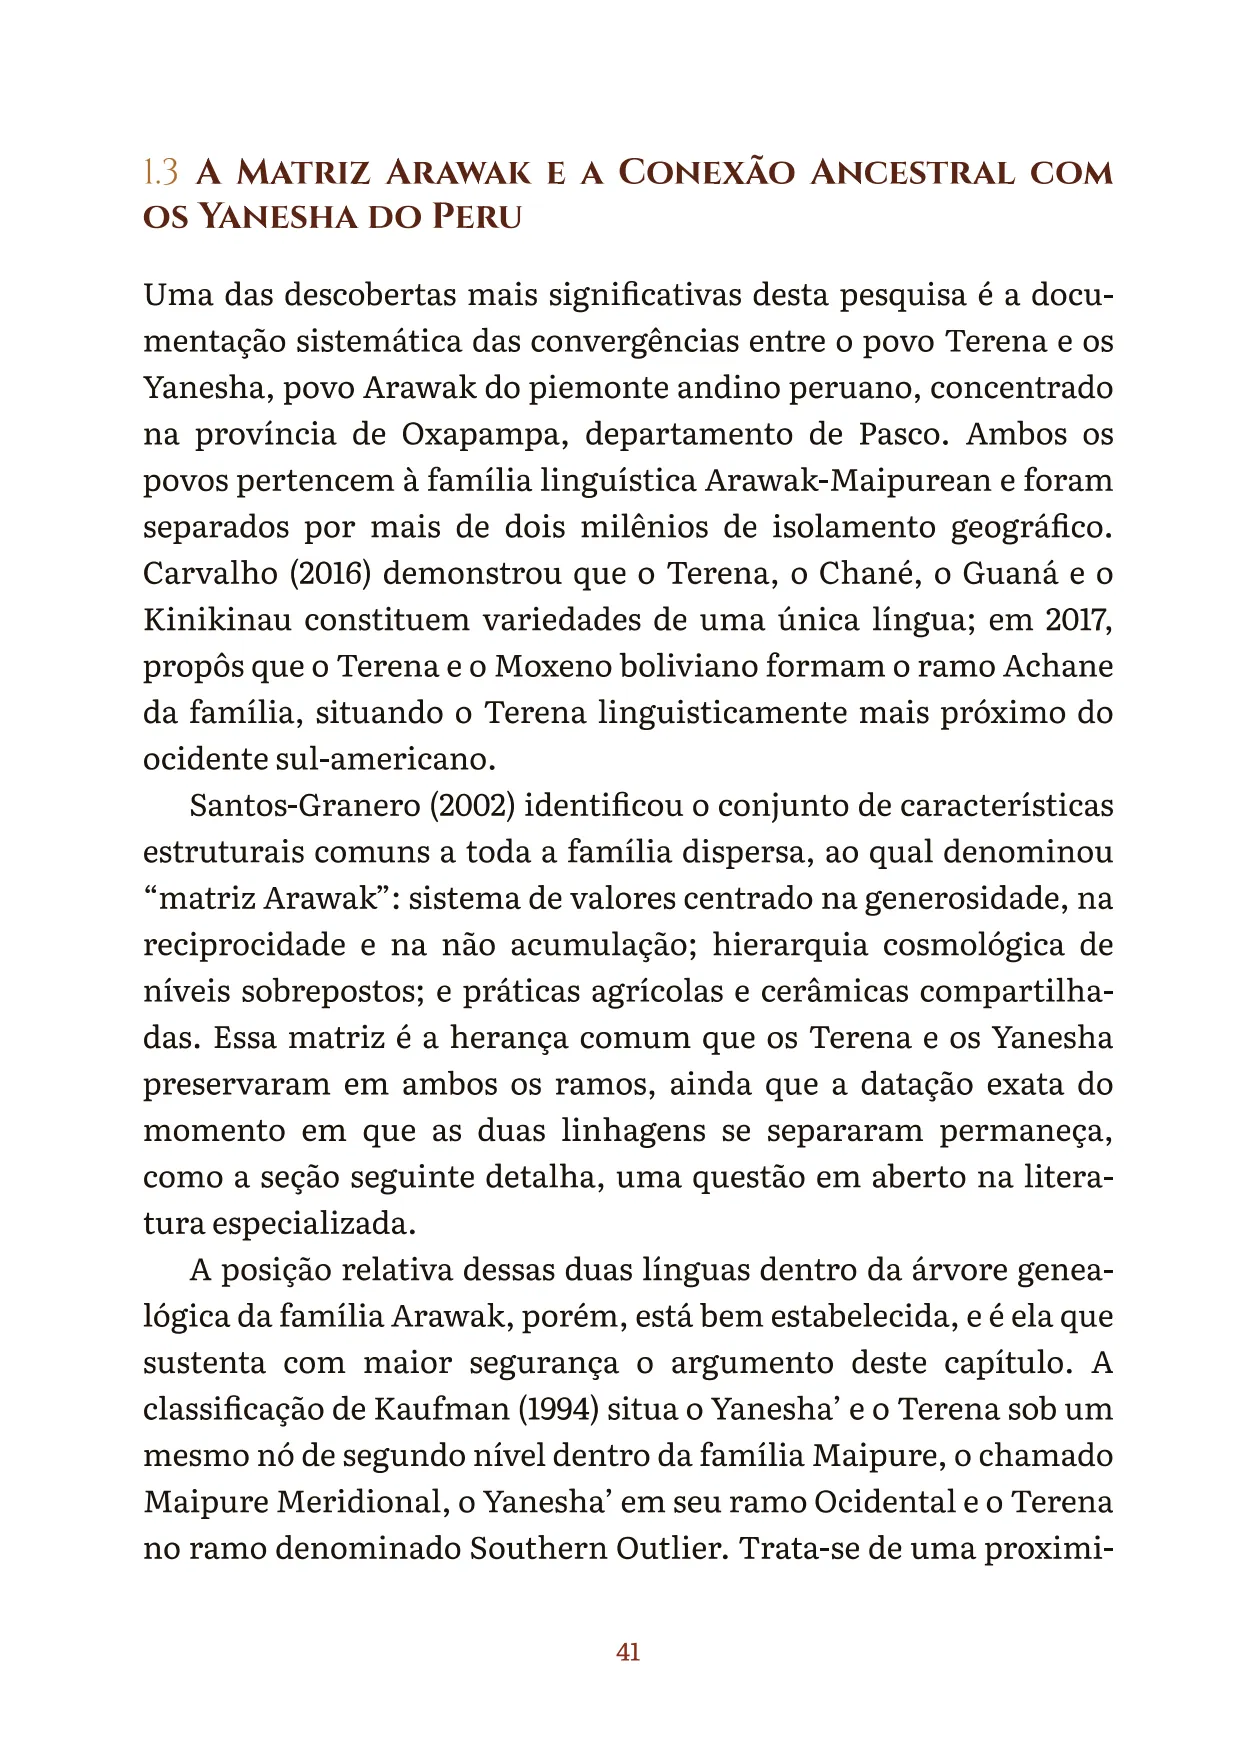 1.3 A Matriz Arawak e a Conexão Ancestral com
os Yanesha do Peru
Uma das descobertas mais significativas desta pesquisa é a docu-
mentação sistemática das convergências entre o povo Terena e os
Yanesha, povo Arawak do piemonte andino peruano, concentrado
na província de Oxapampa, departamento de Pasco. Ambos os
povos pertencem à família linguística Arawak-Maipurean e foram
separados por mais de dois milênios de isolamento geográfico.
Carvalho (2016) demonstrou que o Terena, o Chané, o Guaná e o
Kinikinau constituem variedades de uma única língua; em 2017,
propôs que o Terena e o Moxeno boliviano formam o ramo Achane
da família, situando o Terena linguisticamente mais próximo do
ocidente sul-americano.
Santos-Granero (2002) identificou o conjunto de características
estruturais comuns a toda a família dispersa, ao qual denominou
“matriz Arawak”: sistema de valores centrado na generosidade, na
reciprocidade e na não acumulação; hierarquia cosmológica de
níveis sobrepostos; e práticas agrícolas e cerâmicas compartilha-
das. Essa matriz é a herança comum que os Terena e os Yanesha
preservaram em ambos os ramos, ainda que a datação exata do
momento em que as duas linhagens se separaram permaneça,
como a seção seguinte detalha, uma questão em aberto na litera-
tura especializada.
A posição relativa dessas duas línguas dentro da árvore genea-
lógica da família Arawak, porém, está bem estabelecida, e é ela que
sustenta com maior segurança o argumento deste capítulo. A
classificação de Kaufman (1994) situa o Yanesha’ e o Terena sob um
mesmo nó de segundo nível dentro da família Maipure, o chamado
Maipure Meridional, o Yanesha’ em seu ramo Ocidental e o Terena
no ramo denominado Southern Outlier. Trata-se de uma proximi-
41